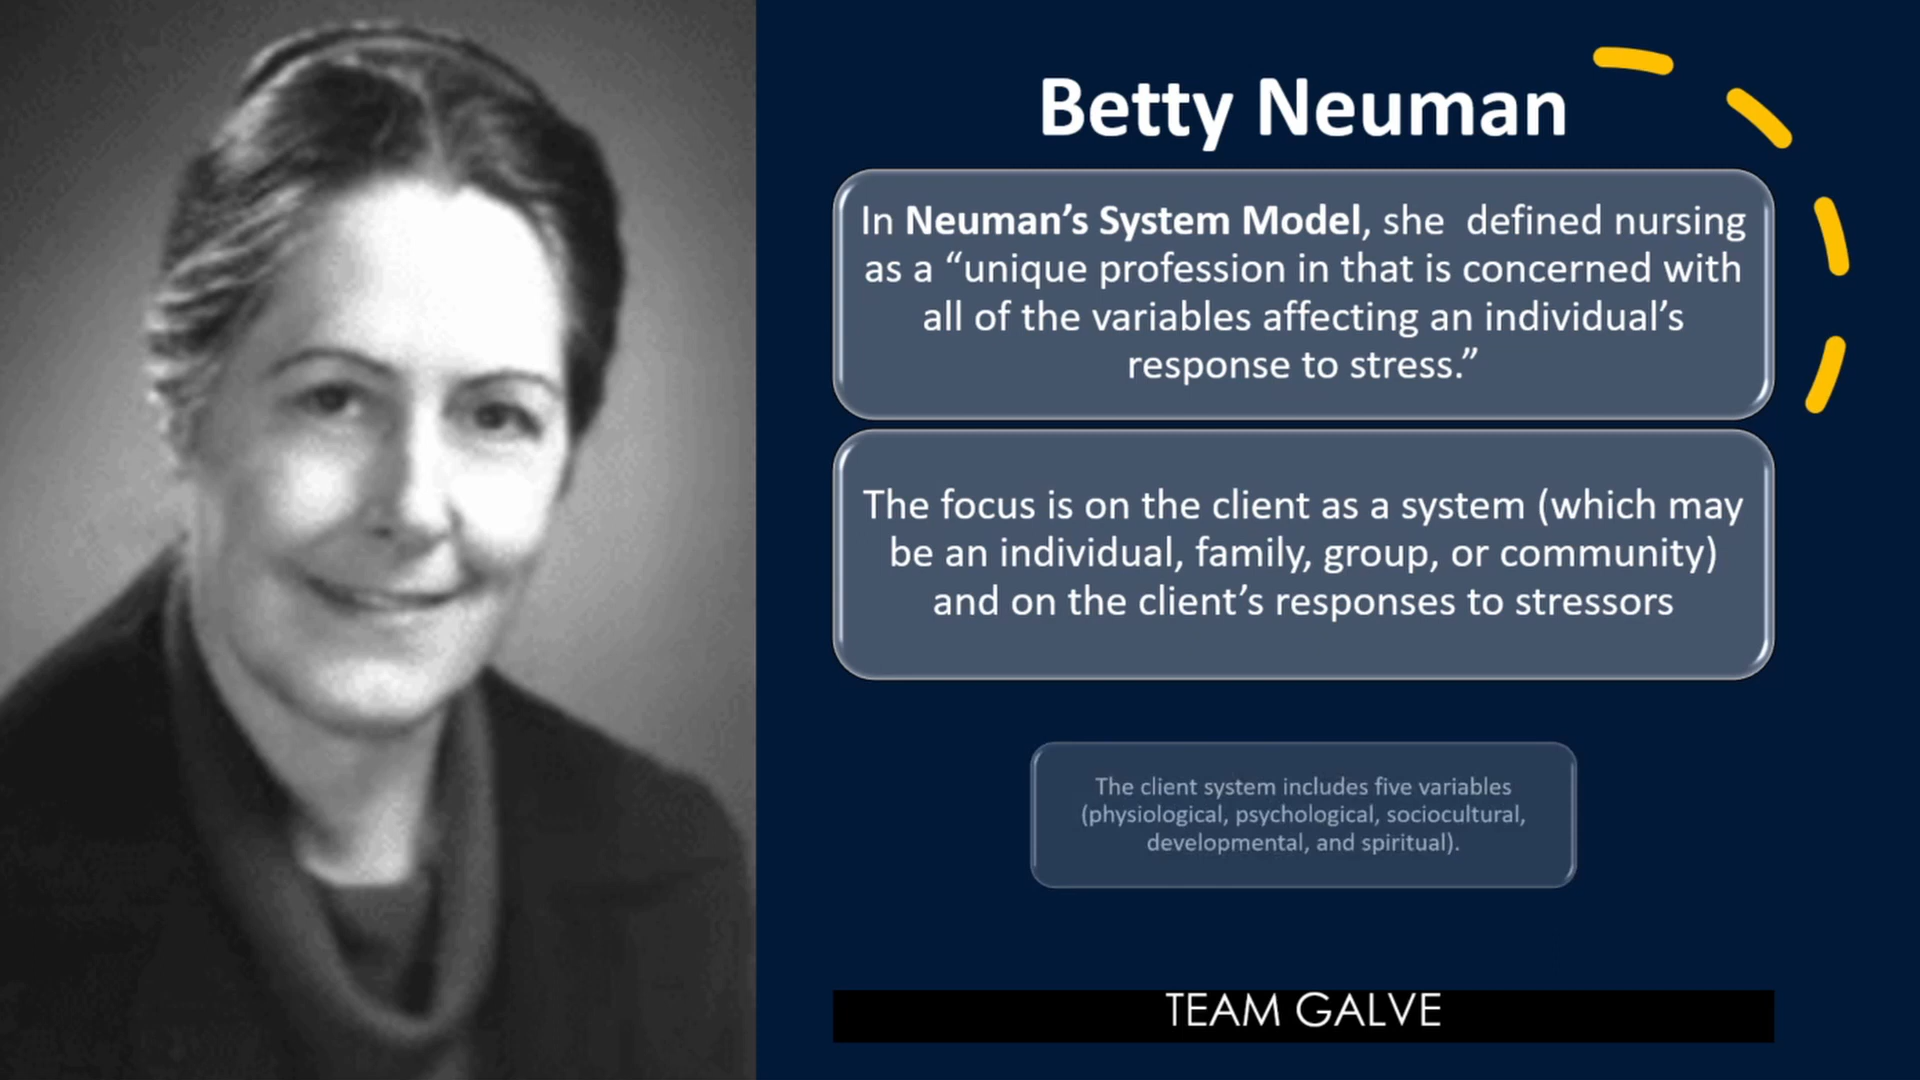 Betty Neuman
In Neuman’s System Model, she  defined nursing
as a “unique profession in that is concerned with
all of the variables affecting an individual’s
response to stress.”
The focus is on the client as a system (which may
be an individual, family, group, or community)
and on the client’s responses to stressors
The client system includes five variables
(physiological, psychological, sociocultural,
developmental, and spiritual).
TEAM GALVE